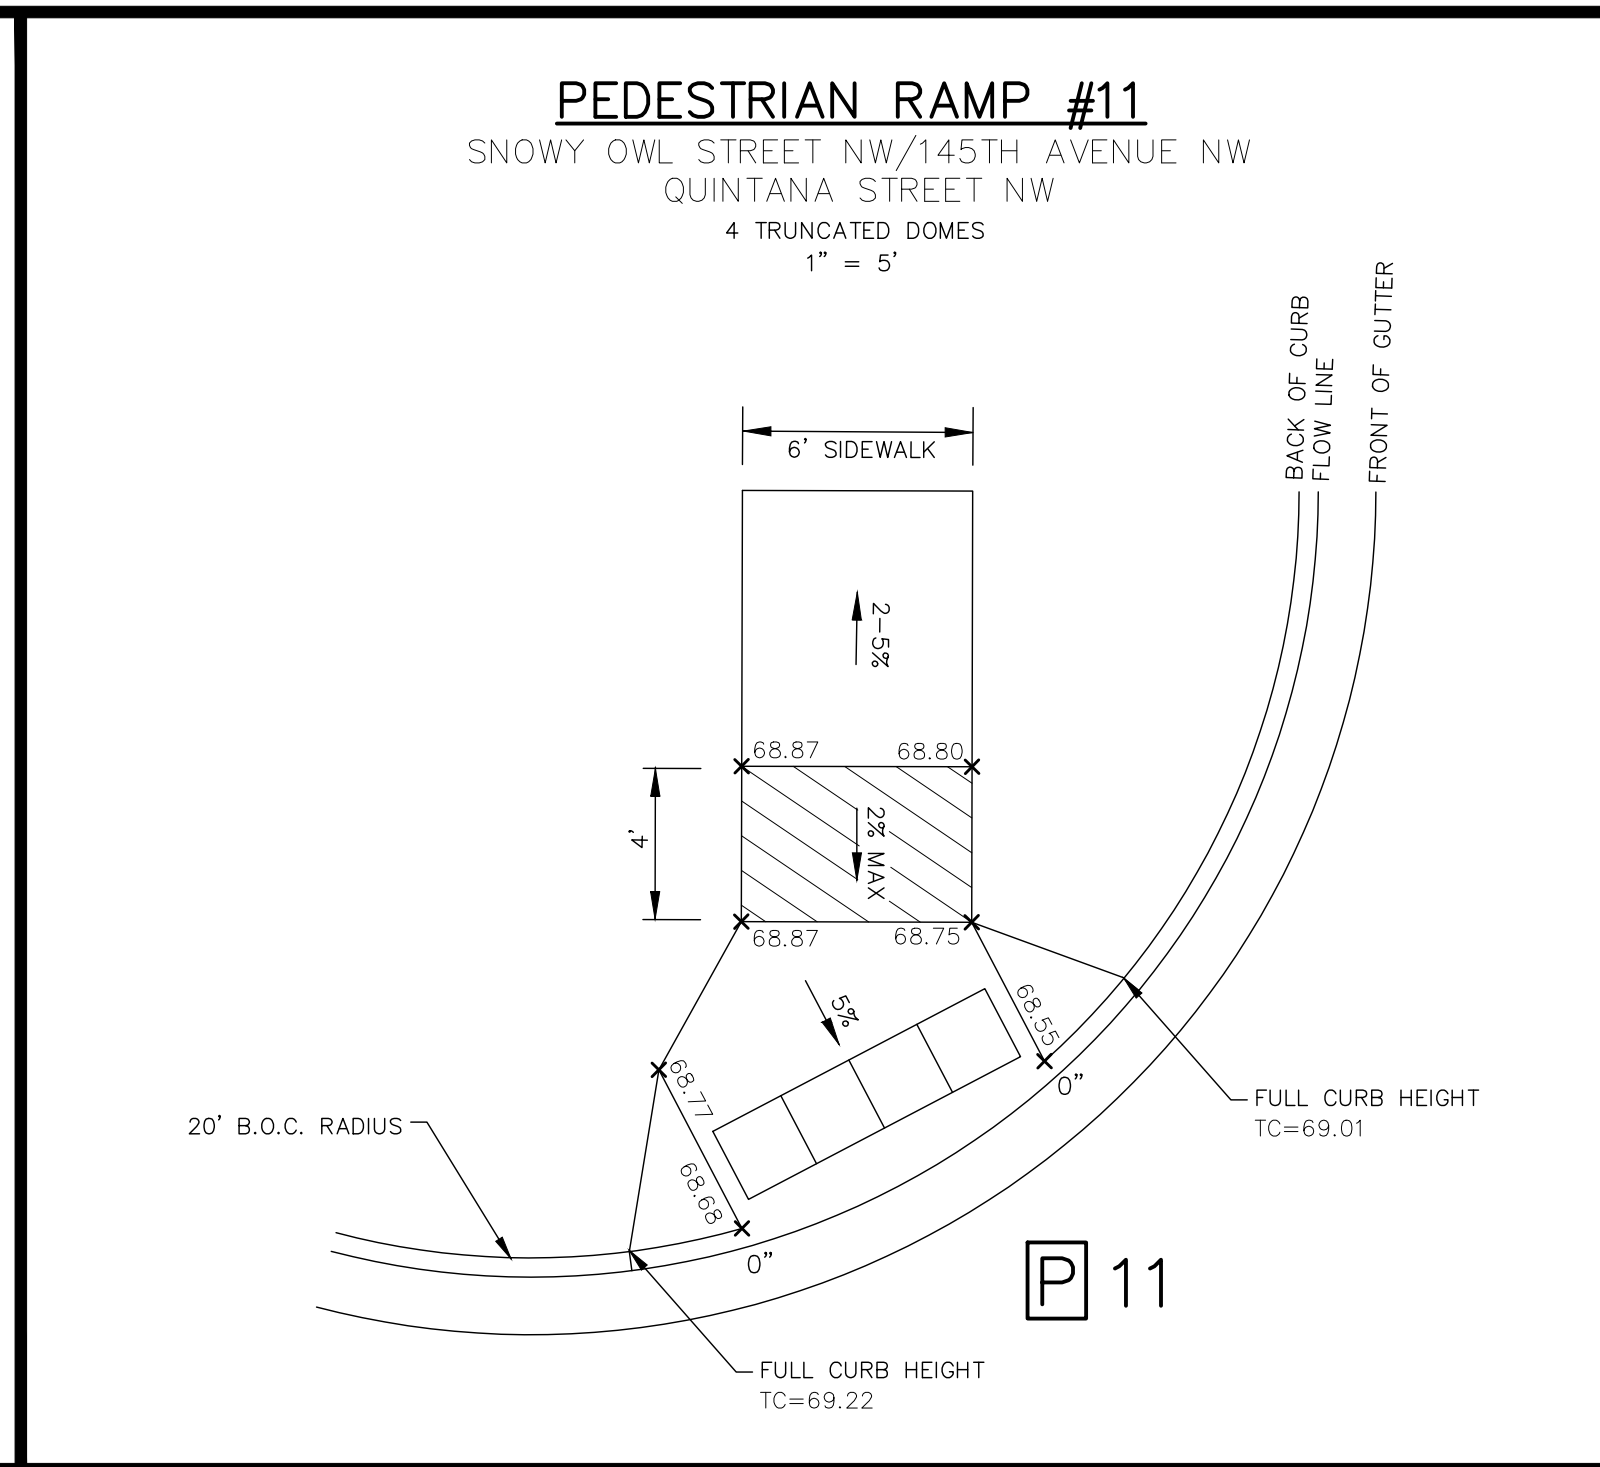 PEDESTRIAN RAMP #11
SNOWY OWL STREET NW/145TH AVENUE NW
QUINTANA STREET NW
4 TRUNCATED DOMES
1" = 5'
BACK OF CURB
FLOW LINE
FRONT OF GUTTER
6' SIDEWALK
2-5%
68.87
68.80
4'
2% MAX
68.87
68.75
5%
68.55
68.77
0"
FULL CURB HEIGHT
TC=69.01
20' B.O.C. RADIUS
68.68
0"
P 11
FULL CURB HEIGHT
TC=69.22